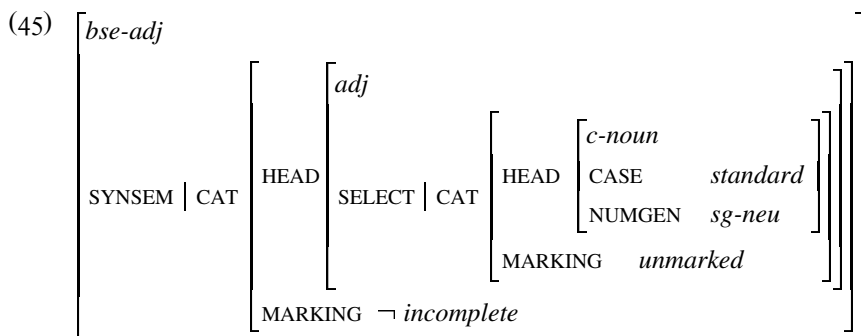 (45)
bse-adj
adj
c-noun
HEAD
CASE standard
SYNSEM | CAT HEAD SELECT | CAT
NUMGEN sg-neu
MARKING unmarked
MARKING ¬ incomplete